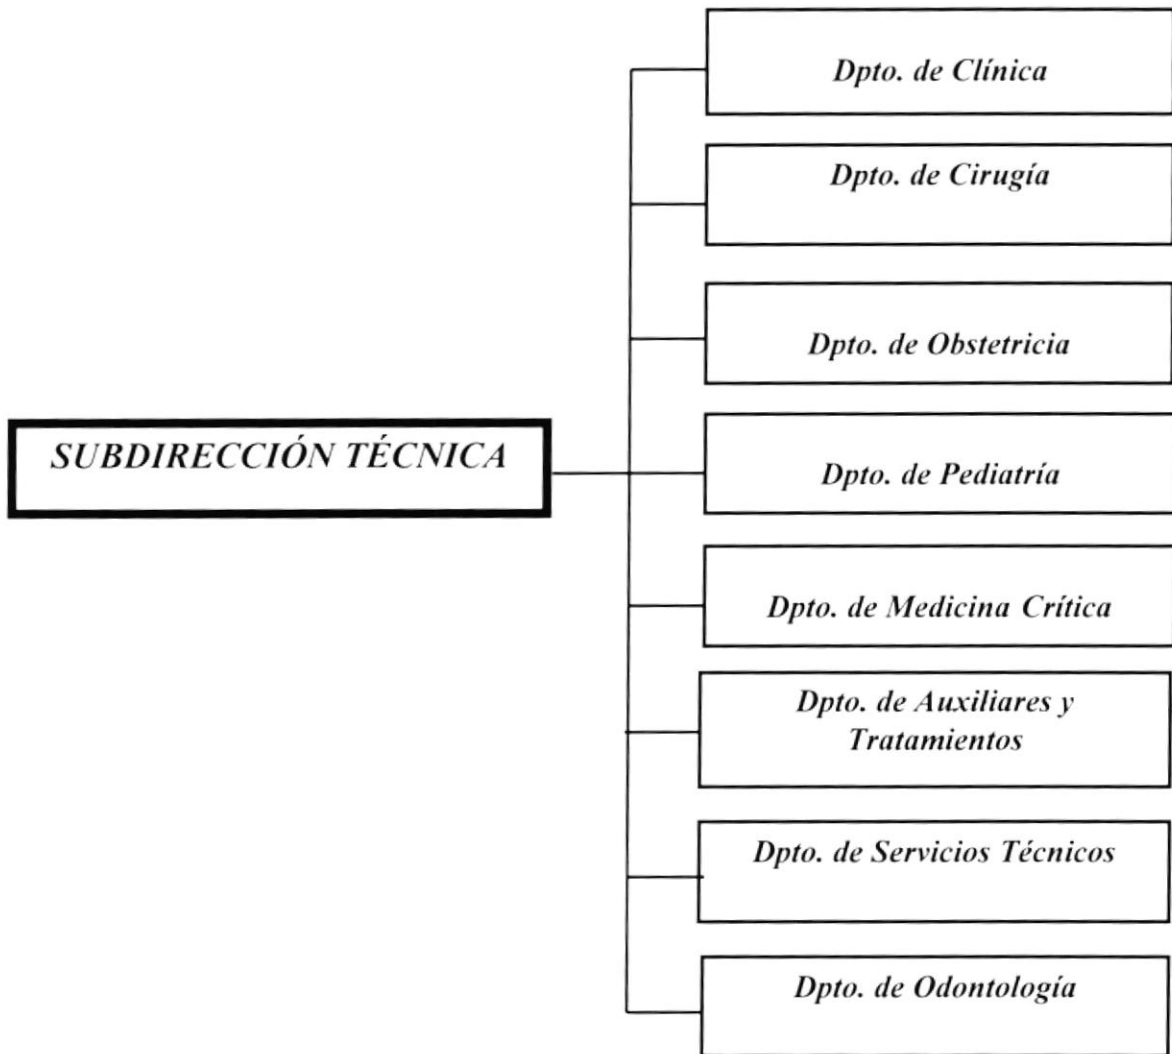 Dpto. de Clínica
Dpto. de Cirugía
Dpto. de Obstetricia
SUBDIRECCIÓN TÉCNICA
Dpto. de Pediatría
Dpto. de Medicina Crítica
Dpto. de Auxiliares y
Tratamientos
Dpto. de Servicios Técnicos
Dpto. de Odontología